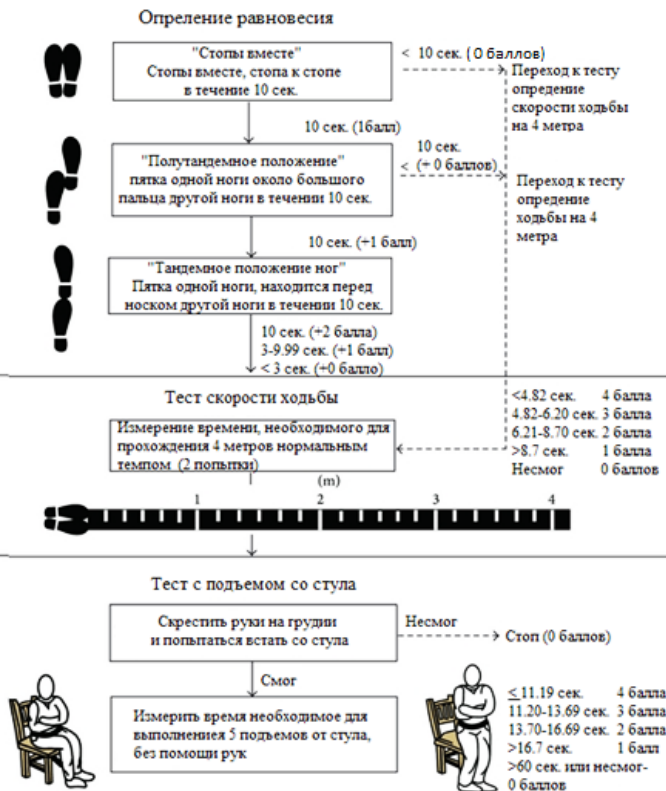 Опреление равновесия
"Стопы вместе"
Стопы вместе, стопа к стопе
в течение 10 сек.
< 10 сек. (0 баллов)
Переход к тесту
опредение
скорости ходьбы
на 4 метра
10 сек. (1балл)
"Полутандемное положение"
пятка одной ноги около большого
пальца другой ноги в течении 10 сек.
10 сек.
< (+ 0 баллов)
Переход к тесту
опредение
ходьбы на 4
метра
10 сек. (+1 балл)
"Тандемное положение ног"
Пятка одной ноги, находится перед
носком другой ноги в течении 10 сек.
10 сек. (+2 балла)
3-9.99 сек. (+1 балл)
< 3 сек. (+0 балло)
Тест скорости ходьбы
Измерение времени, необходимого для
прохождения 4 метров нормальным
темпом (2 попытки)
<4.82 сек. 4 балла
4.82-6.20 сек. 3 балла
6.21-8.70 сек. 2 балла
>8.7 сек. 1 балла
Несмог 0 баллов
(m)
1 2 3 4
Тест с подъемом со стула
Скрестить руки на грудии
и попытаться встать со стула
Несмог
Стоп (0 баллов)
Смог
Измерить время необходимое для
выполнениея 5 подъемов от стула,
без помощи рук
≤11.19 сек. 4 балла
11.20-13.69 сек. 3 балла
13.70-16.69 сек. 2 балла
>16.7 сек. 1 балл
>60 сек. или несмог-
0 баллов